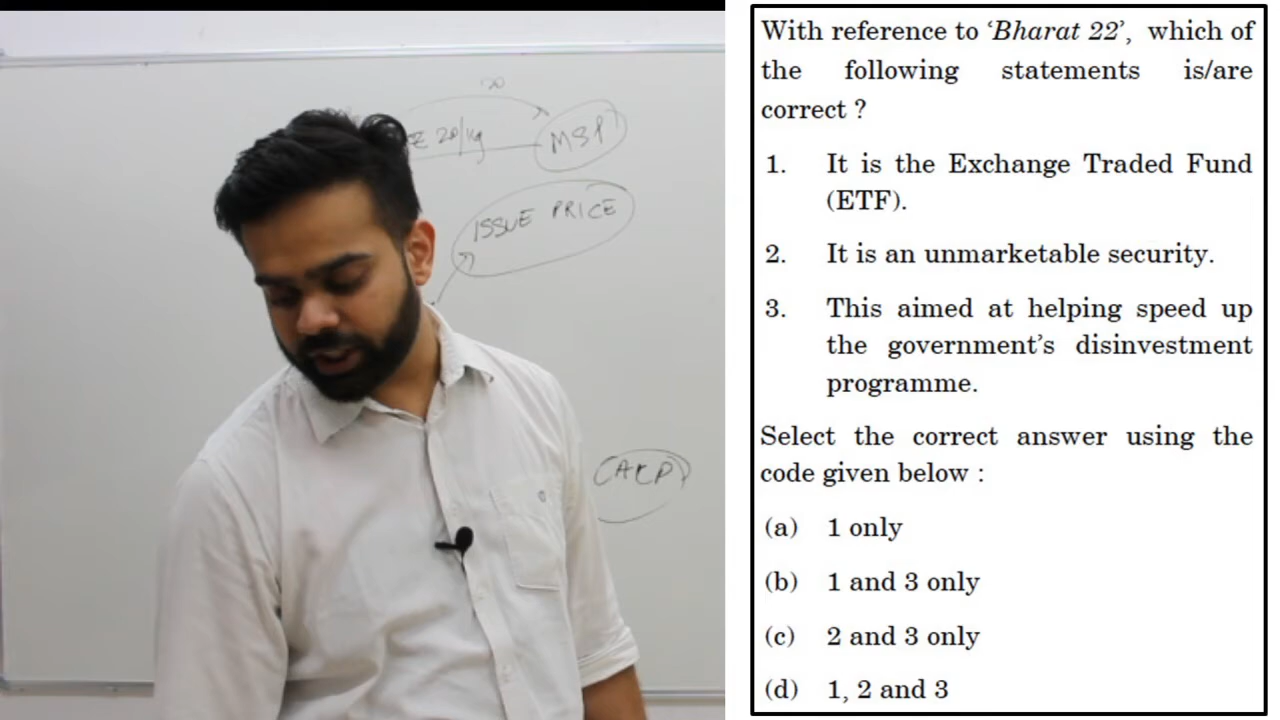 20/kg
MSP
ISSUE PRICE
CACP
With reference to ‘Bharat 22’, which of
the following statements is/are
correct ?
1. It is the Exchange Traded Fund
(ETF).
2. It is an unmarketable security.
3. This aimed at helping speed up
the government’s disinvestment
programme.
Select the correct answer using the
code given below :
(a) 1 only
(b) 1 and 3 only
(c) 2 and 3 only
(d) 1, 2 and 3